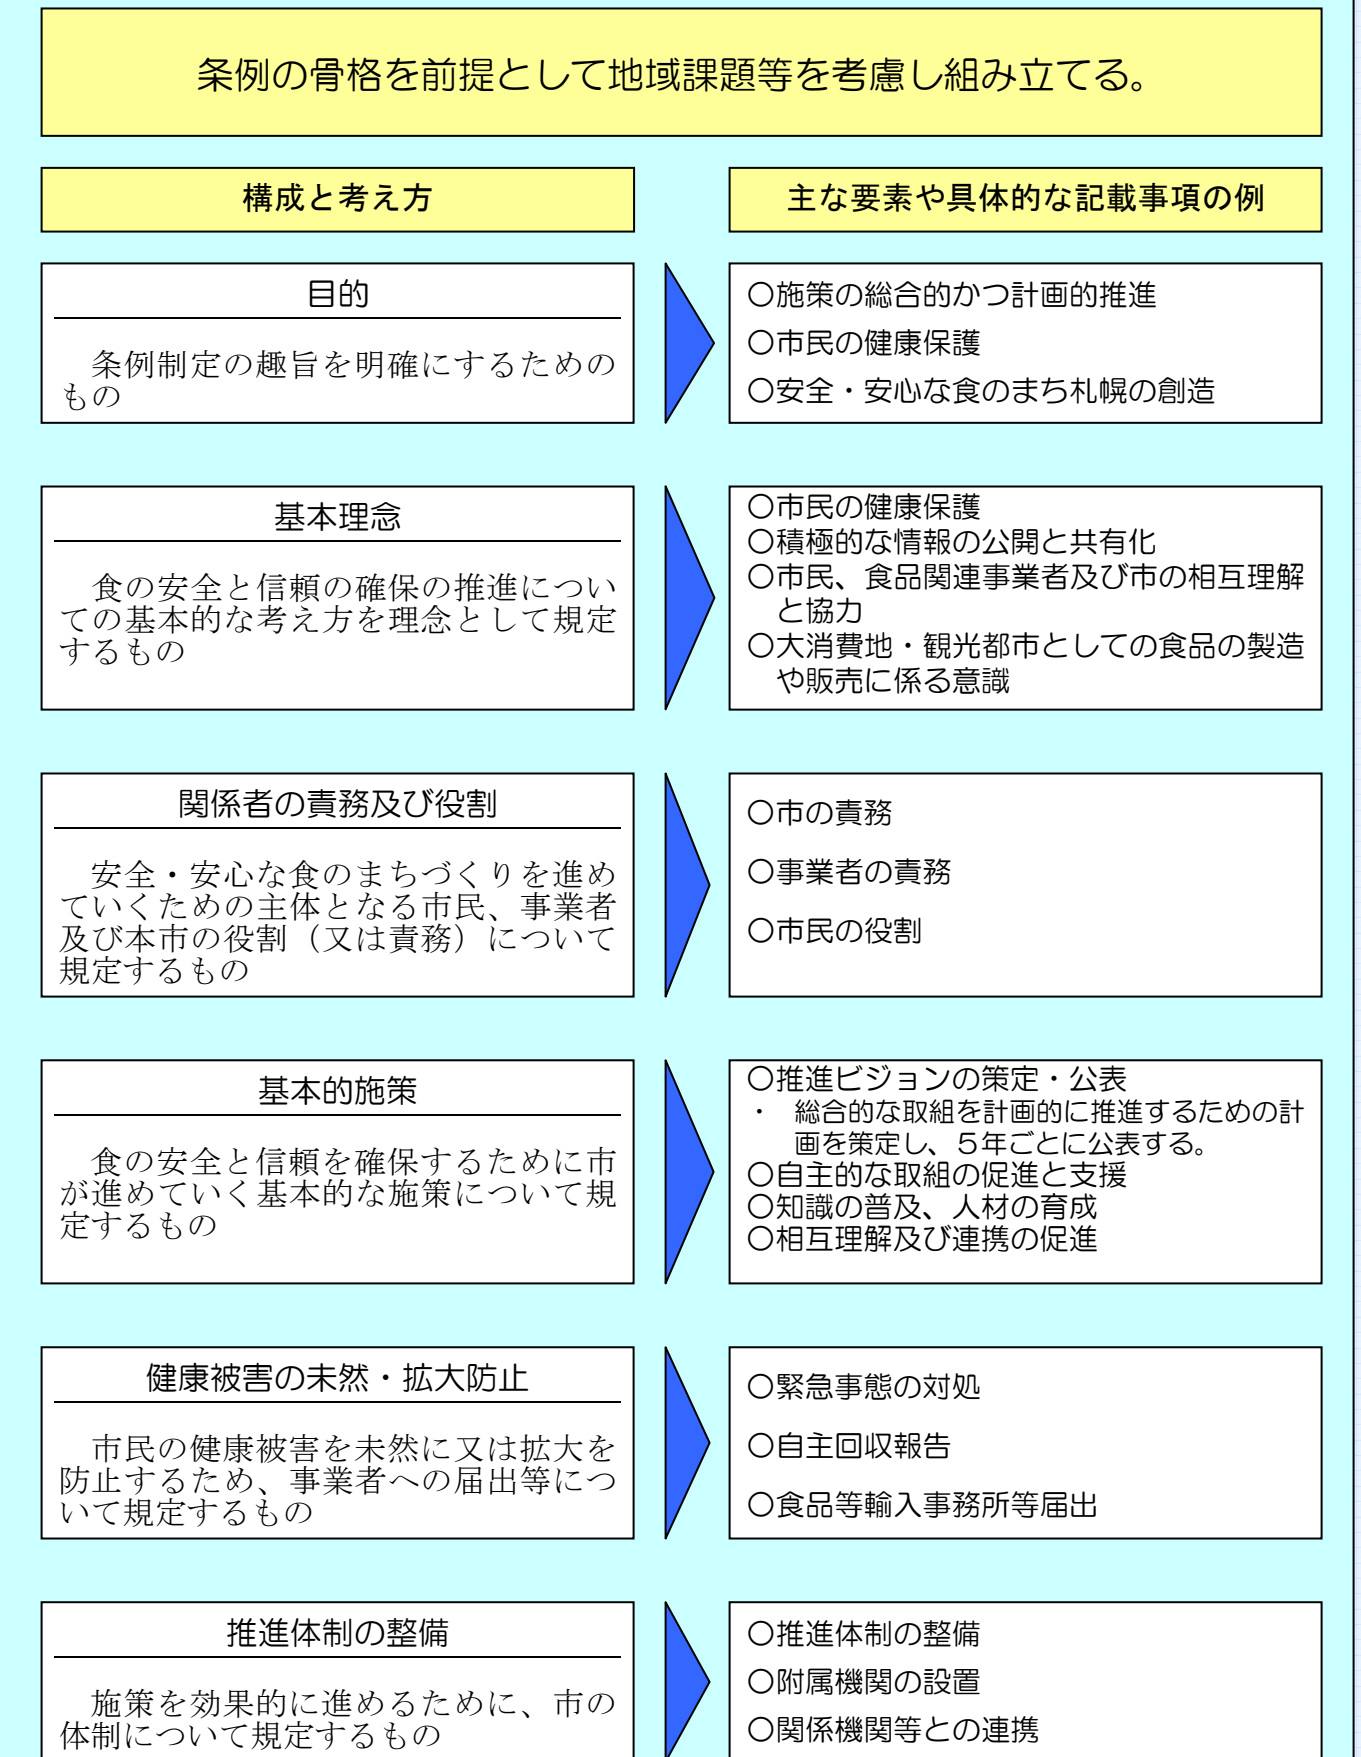 条例の骨格を前提として地域課題等を考慮し組み立てる。
構成と考え方
主な要素や具体的な記載事項の例
目的
条例制定の趣旨を明確にするための
もの
〇施策の総合的かつ計画的推進
〇市民の健康保護
〇安全・安心な食のまち札幌の創造
基本理念
食の安全と信頼の確保の推進につい
ての基本的な考え方を理念として規定
するもの
〇市民の健康保護
〇積極的な情報の公開と共有化
〇市民、食品関連事業者及び市の相互理解
と協力
〇大消費地・観光都市としての食品の製造
や販売に係る意識
関係者の責務及び役割
安全・安心な食のまちづくりを進め
ていくための主体となる市民、事業者
及び本市の役割（又は責務）について
規定するもの
〇市の責務
〇事業者の責務
〇市民の役割
基本的施策
食の安全と信頼を確保するために市
が進めていく基本的な施策について規
定するもの
〇推進ビジョンの策定・公表
・　総合的な取組を計画的に推進するための計
画を策定し、５年ごとに公表する。
〇自主的な取組の促進と支援
〇知識の普及、人材の育成
〇相互理解及び連携の促進
健康被害の未然・拡大防止
市民の健康被害を未然に又は拡大を
防止するため、事業者への届出等につ
いて規定するもの
〇緊急事態の対処
〇自主回収報告
〇食品等輸入事務所等届出
推進体制の整備
施策を効果的に進めるために、市の
体制について規定するもの
〇推進体制の整備
〇附属機関の設置
〇関係機関等との連携